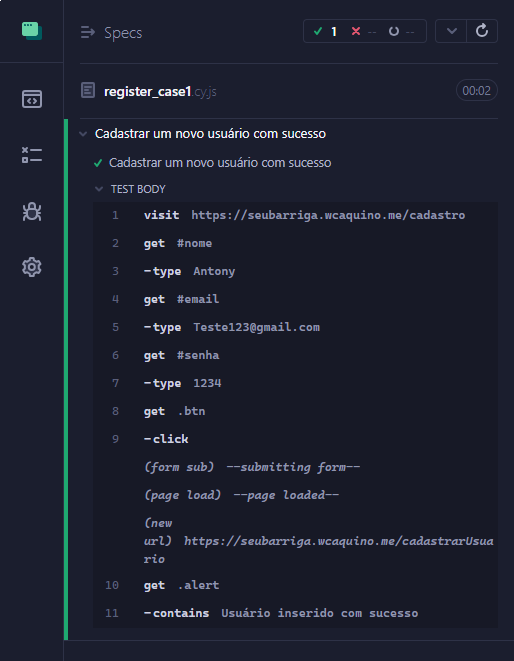 Specs
1 -- --
register_case1.cy.js 00:02
Cadastrar um novo usuário com sucesso
Cadastrar um novo usuário com sucesso
TEST BODY
1 visit https://seubarriga.wcaquino.me/cadastro
2 get #nome
3 -type Antony
4 get #email
5 -type Teste123@gmail.com
6 get #senha
7 -type 1234
8 get .btn
9 -click
(form sub) --submitting form--
(page load) --page loaded--
(new
url) https://seubarriga.wcaquino.me/cadastrarUsua
rio
10 get .alert
11 -contains Usuário inserido com sucesso